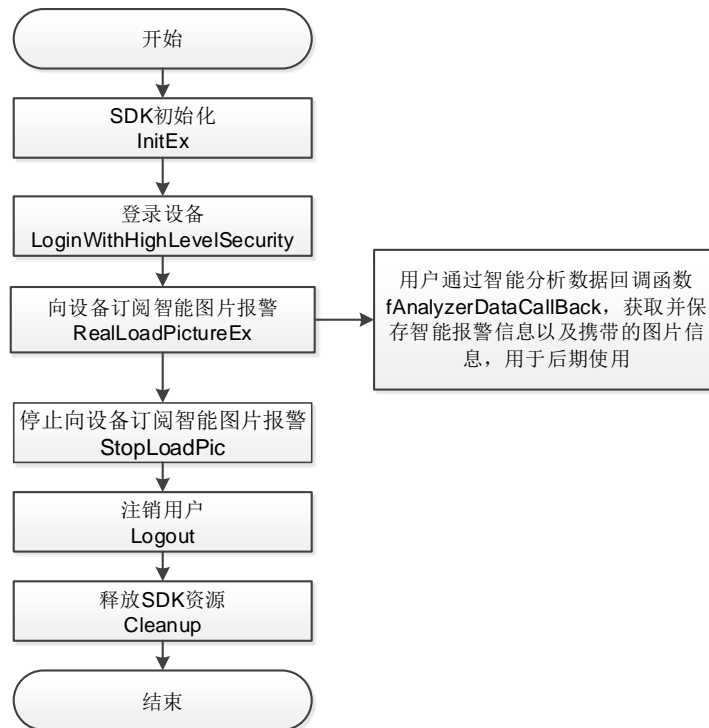 开始
SDK初始化
InitEx
登录设备
LoginWithHighLevelSecurity
向设备订阅智能图片报警
RealLoadPictureEx
用户通过智能分析数据回调函数
fAnalyzerDataCallBack，获取并保
存智能报警信息以及携带的图片信
息，用于后期使用
停止向设备订阅智能图片报警
StopLoadPic
注销用户
Logout
释放SDK资源
Cleanup
结束